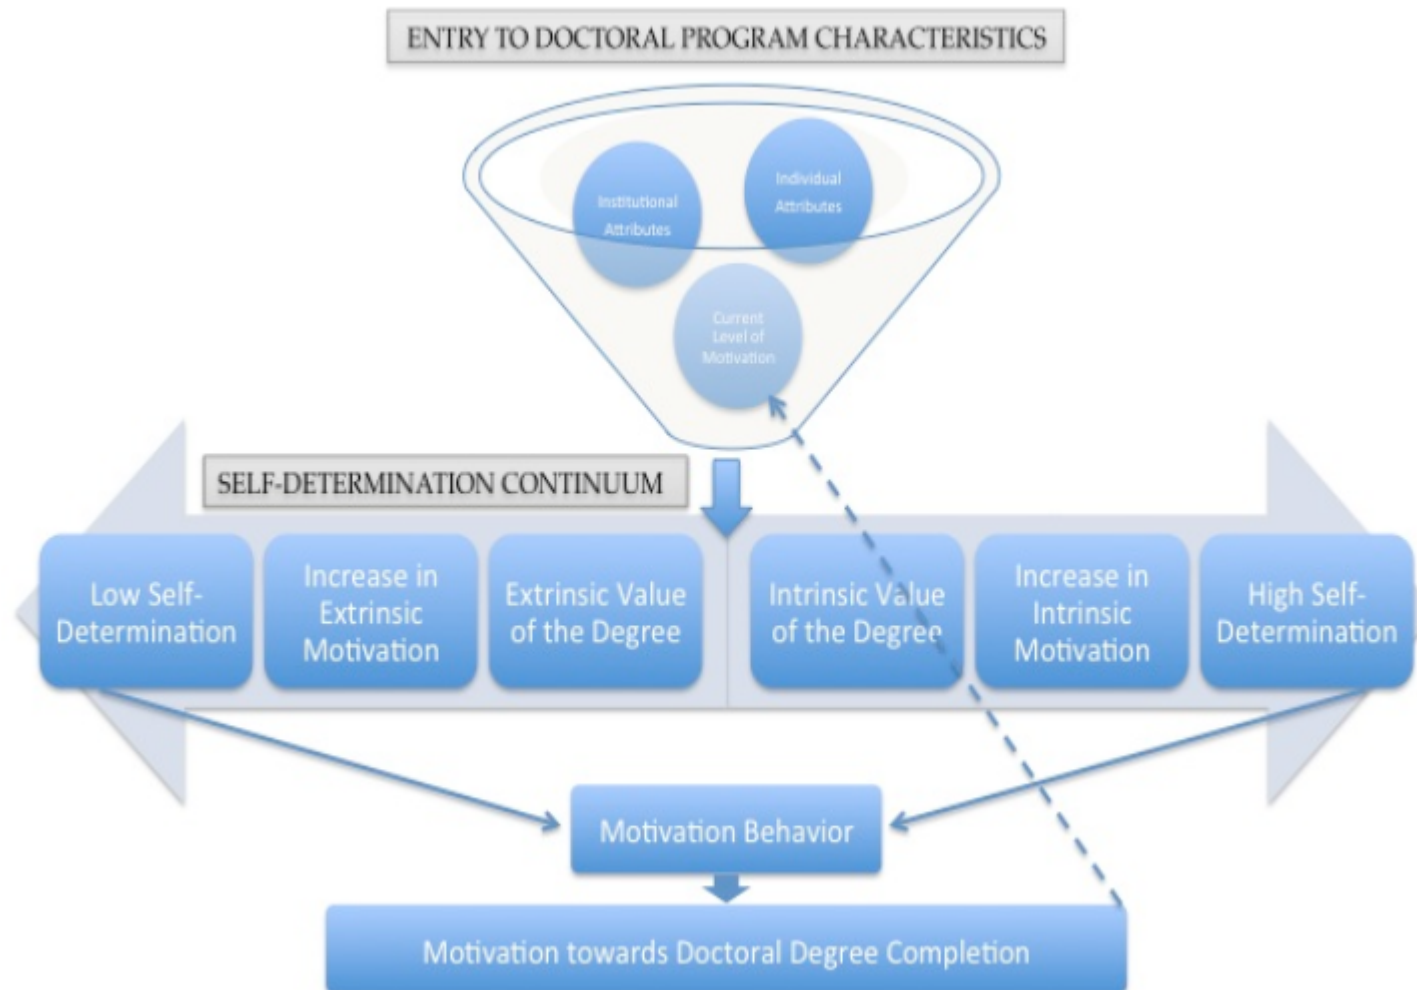 ENTRY TO DOCTORAL PROGRAM CHARACTERISTICS
Institutional
Attributes
Individual
Attributes
Current
Level of
Motivation
SELF-DETERMINATION CONTINUUM
Low Self-
Determination
Increase in
Extrinsic
Motivation
Extrinsic Value
of the Degree
Intrinsic Value
of the Degree
Increase in
Intrinsic
Motivation
High Self-
Determination
Motivation Behavior
Motivation towards Doctoral Degree Completion